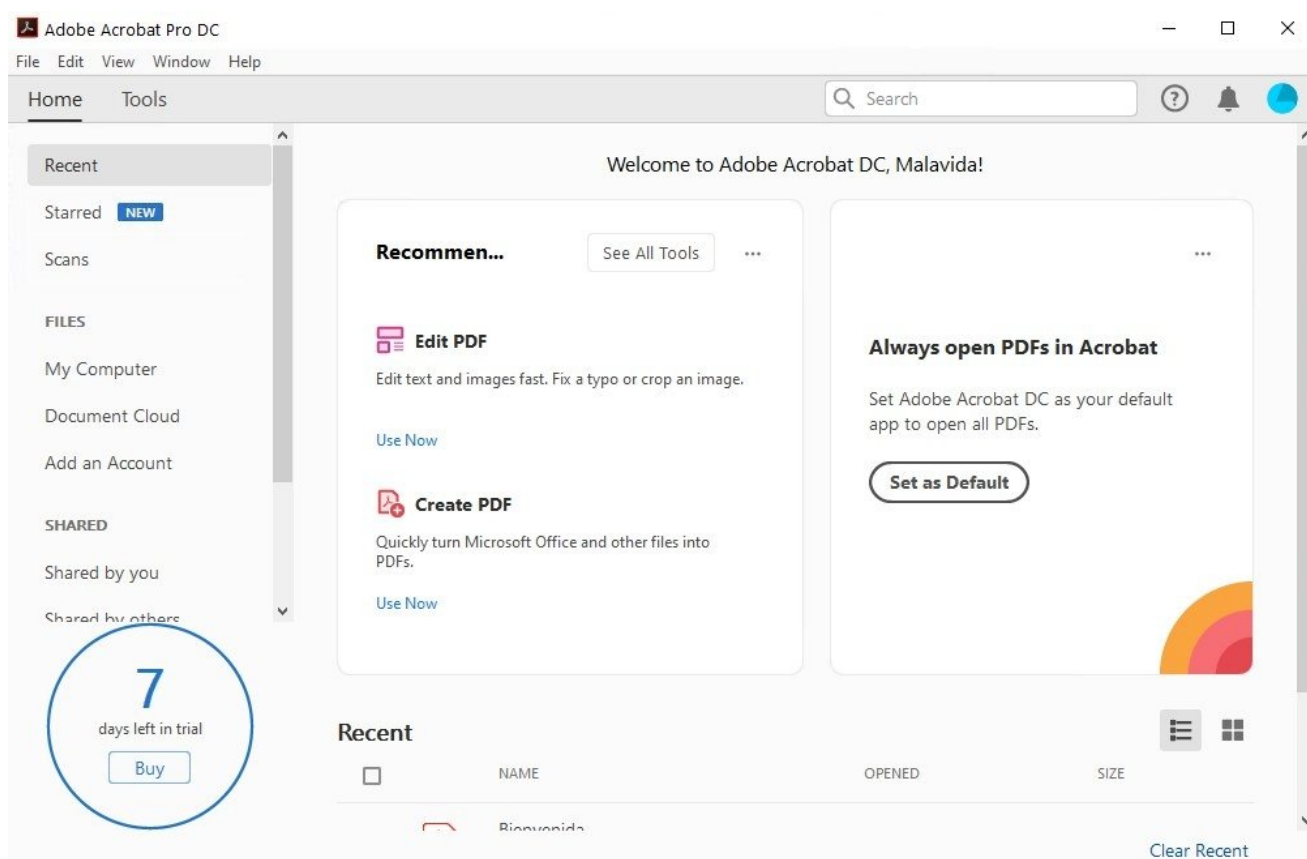 Adobe Acrobat Pro DC
File Edit View Window Help
Home Tools
Search
Recent
Starred NEW
Scans
FILES
My Computer
Document Cloud
Add an Account
SHARED
Shared by you
Shared by others
7
days left in trial
Buy
Welcome to Adobe Acrobat DC, Malavida!
Recommen...
See All Tools
Edit PDF
Edit text and images fast. Fix a typo or crop an image.
Use Now
Create PDF
Quickly turn Microsoft Office and other files into
PDFs.
Use Now
Always open PDFs in Acrobat
Set Adobe Acrobat DC as your default
app to open all PDFs.
Set as Default
Recent
NAME OPENED SIZE
Bienvenida
Clear Recent